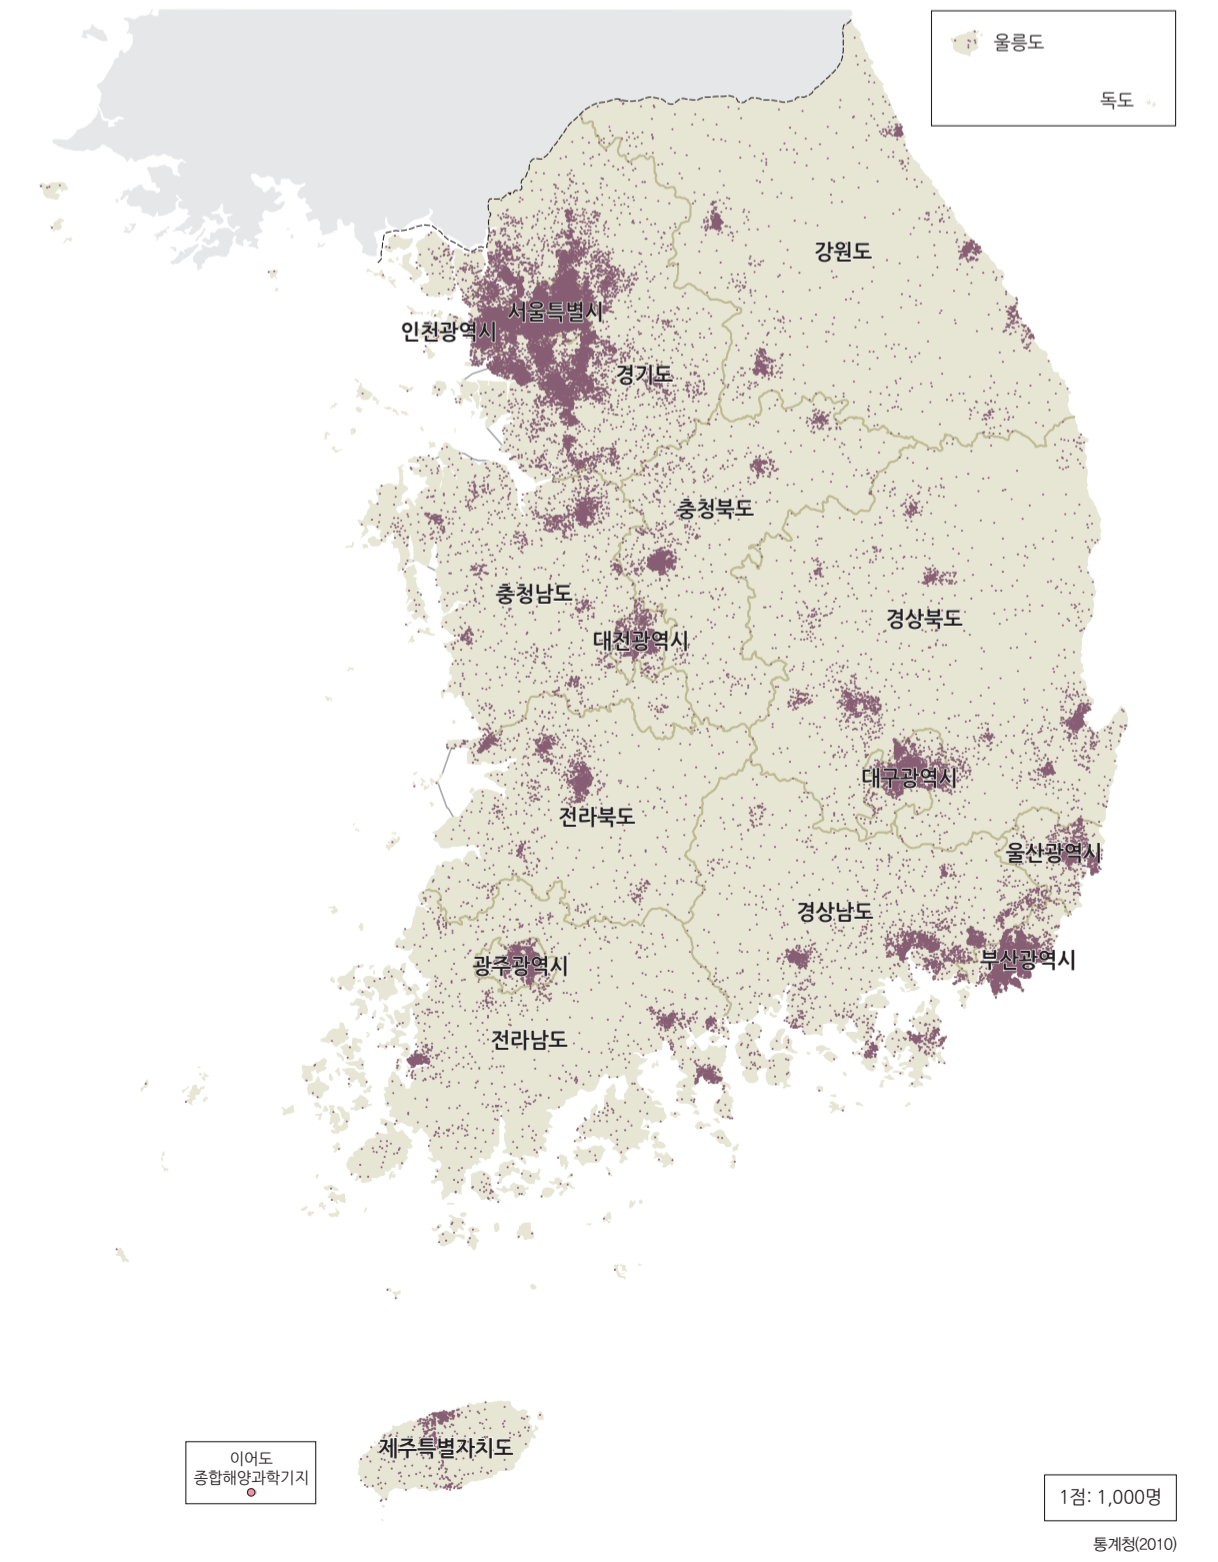 울릉도
독도
강원도
서울특별시
인천광역시
경기도
충청북도
충청남도
경상북도
대전광역시
대구광역시
전라북도
울산광역시
경상남도
부산광역시
광주광역시
전라남도
제주특별자치도
이어도
종합해양과학기지
1점: 1,000명
통계청(2010)